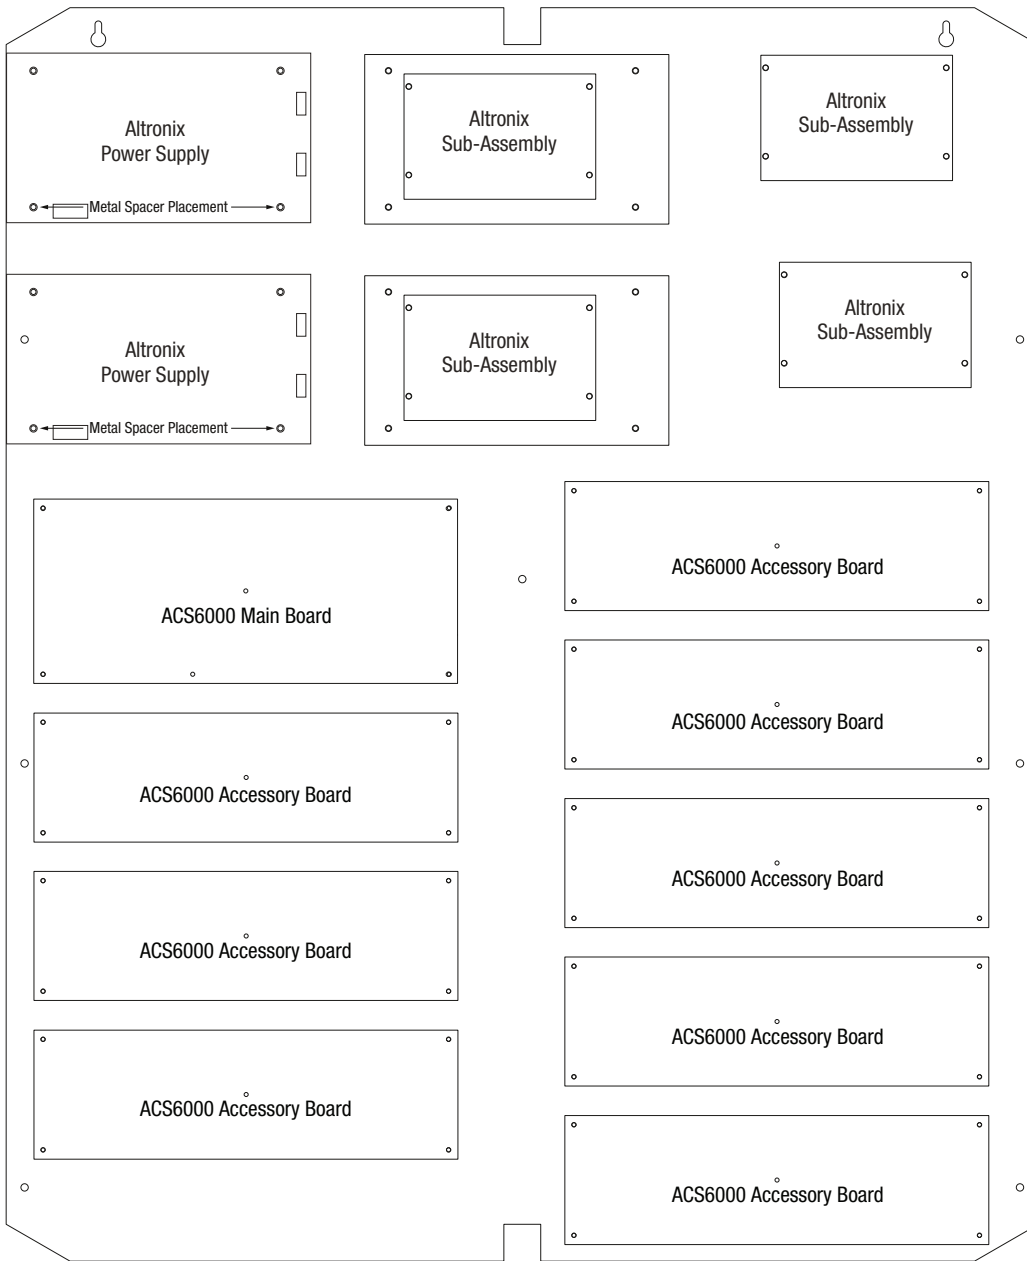 Altronix
Power Supply
Metal Spacer Placement
Altronix
Sub-Assembly
Altronix
Sub-Assembly
Altronix
Power Supply
Metal Spacer Placement
Altronix
Sub-Assembly
Altronix
Sub-Assembly
ACS6000 Main Board
ACS6000 Accessory Board
ACS6000 Accessory Board
ACS6000 Accessory Board
ACS6000 Accessory Board
ACS6000 Accessory Board
ACS6000 Accessory Board
ACS6000 Accessory Board
ACS6000 Accessory Board